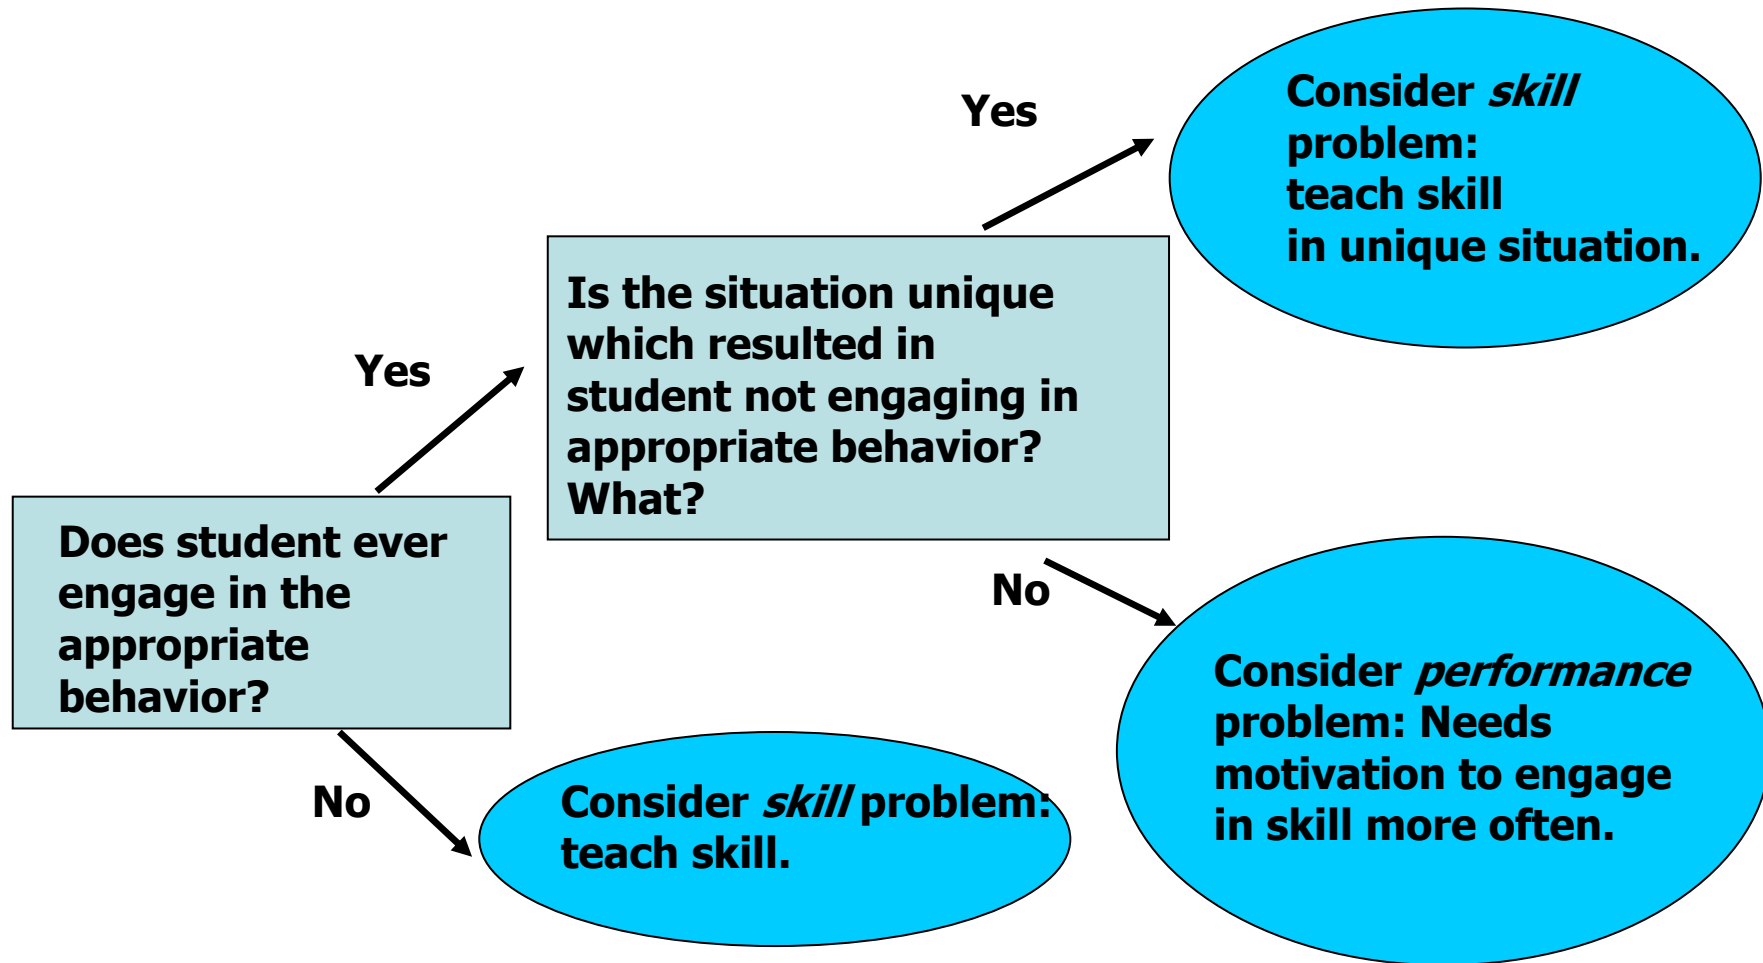 Does student ever
engage in the
appropriate
behavior?
Yes
No
Is the situation unique
which resulted in
student not engaging in
appropriate behavior?
What?
Yes
No
Consider skill
problem:
teach skill
in unique situation.
Consider performance
problem: Needs
motivation to engage
in skill more often.
Consider skill problem:
teach skill.